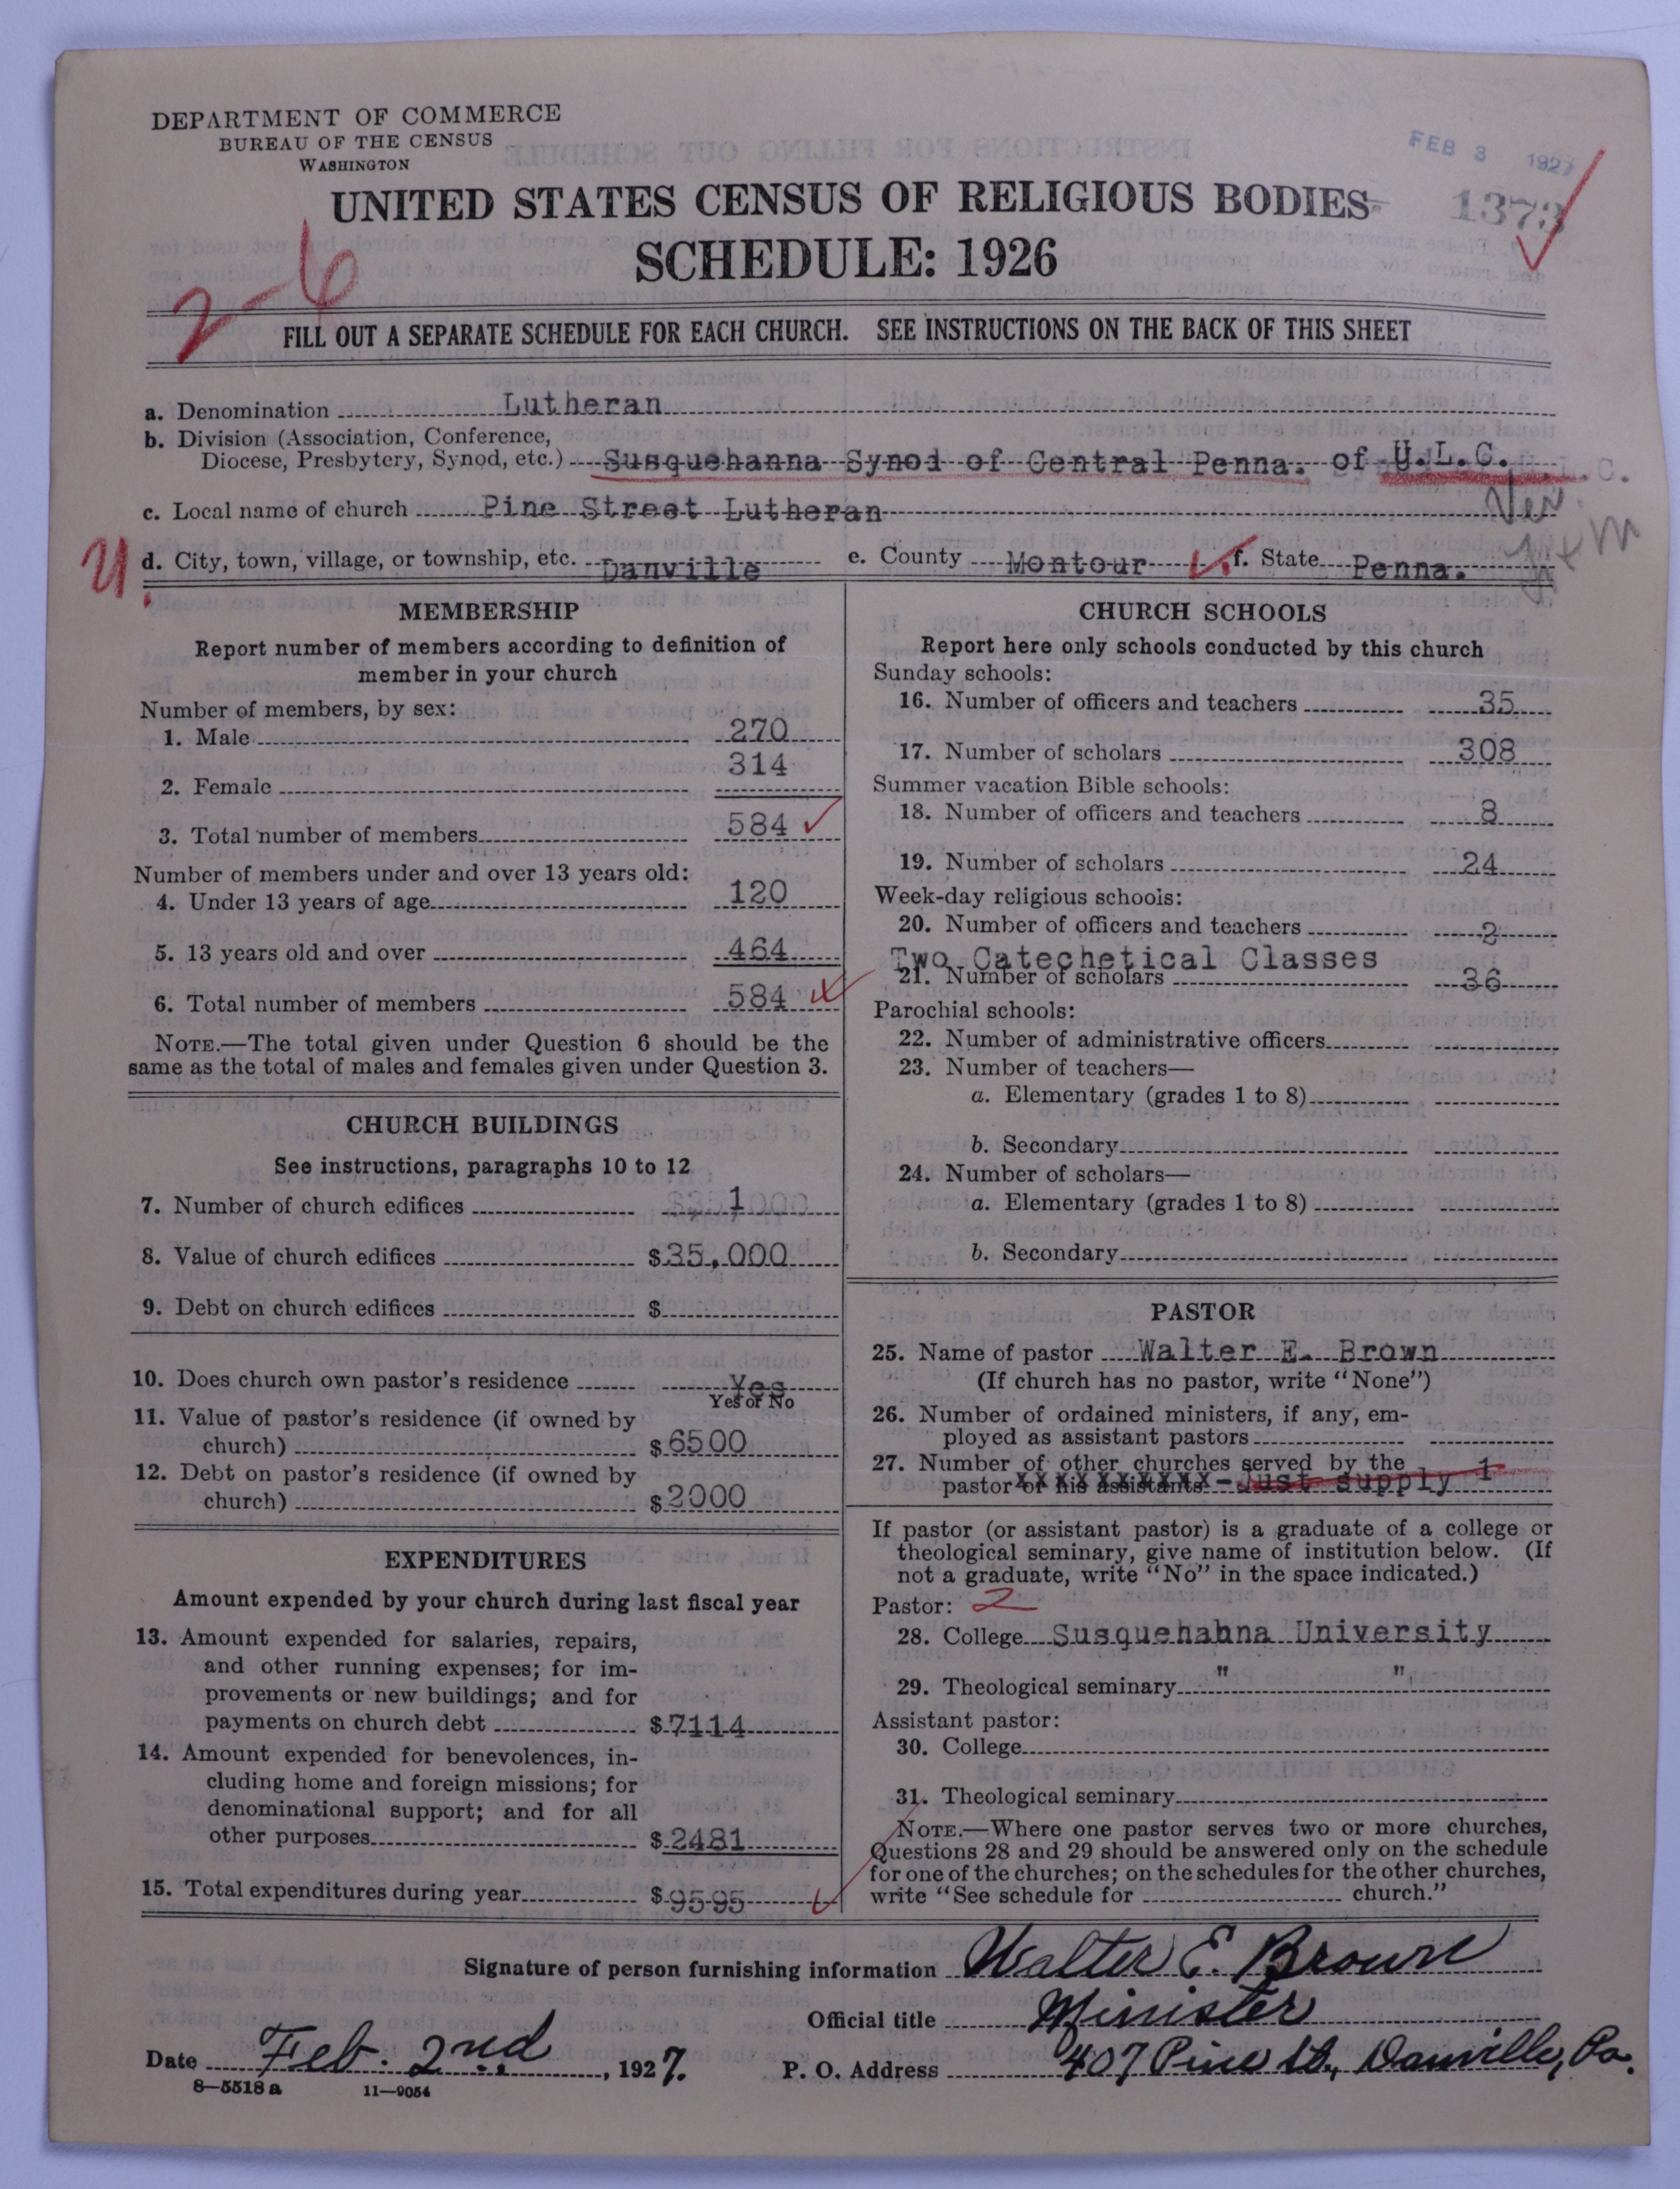 DEPARTMENT OF COMMERCE
BUREAU OF THE CENSUS
WASHINGTON
FEB 3 1927
1373
UNITED STATES CENSUS OF RELIGIOUS BODIES
SCHEDULE: 1926
2-6
FILL OUT A SEPARATE SCHEDULE FOR EACH CHURCH. SEE INSTRUCTIONS ON THE BACK OF THIS SHEET
a. Denomination Lutheran
b. Division (Association, Conference,
Diocese, Presbytery, Synod, etc.) Susquehanna Synod of Central Penna. of U.L.C.
c. Local name of church Pine Street Lutheran
d. City, town, village, or township, etc. Danville e. County Montour f. State Penna.
MEMBERSHIP
Report number of members according to definition of
member in your church
Number of members, by sex:
1. Male 270
2. Female 314
3. Total number of members 584
Number of members under and over 13 years old:
4. Under 13 years of age 120
5. 13 years old and over 464
6. Total number of members 584
NOTE.—The total given under Question 6 should be the
same as the total of males and females given under Question 3.
CHURCH BUILDINGS
See instructions, paragraphs 10 to 12
7. Number of church edifices 1
8. Value of church edifices $35,000
9. Debt on church edifices $
10. Does church own pastor's residence Yes
Yes or No
11. Value of pastor's residence (if owned by
church) $6500
12. Debt on pastor's residence (if owned by
church) $2000
EXPENDITURES
Amount expended by your church during last fiscal year
13. Amount expended for salaries, repairs,
and other running expenses; for im-
provements or new buildings; and for
payments on church debt $7114
14. Amount expended for benevolences, in-
cluding home and foreign missions; for
denominational support; and for all
other purposes $2481
15. Total expenditures during year $9595
CHURCH SCHOOLS
Report here only schools conducted by this church
Sunday schools:
16. Number of officers and teachers 35
17. Number of scholars 308
Summer vacation Bible schools:
18. Number of officers and teachers 8
19. Number of scholars 24
Week-day religious schools:
20. Number of officers and teachers 2
Two Catechetical Classes
21. Number of scholars 36
Parochial schools:
22. Number of administrative officers
23. Number of teachers—
a. Elementary (grades 1 to 8)
b. Secondary
24. Number of scholars—
a. Elementary (grades 1 to 8)
b. Secondary
PASTOR
25. Name of pastor Walter E. Brown
(If church has no pastor, write "None")
26. Number of ordained ministers, if any, em-
ployed as assistant pastors
27. Number of other churches served by the
pastor or his assistants - Just supply 1
If pastor (or assistant pastor) is a graduate of a college or
theological seminary, give name of institution below. (If
not a graduate, write "No" in the space indicated.)
Pastor: 2
28. College Susquehahna University
29. Theological seminary " "
Assistant pastor:
30. College
31. Theological seminary
NOTE.—Where one pastor serves two or more churches,
Questions 28 and 29 should be answered only on the schedule
for one of the churches; on the schedules for the other churches,
write "See schedule for church."
Signature of person furnishing information Walter E. Brown
Official title Minister
Date Feb. 2nd, 1927. P. O. Address 407 Pine St., Danville, Pa.
8—5518 a 11—9054